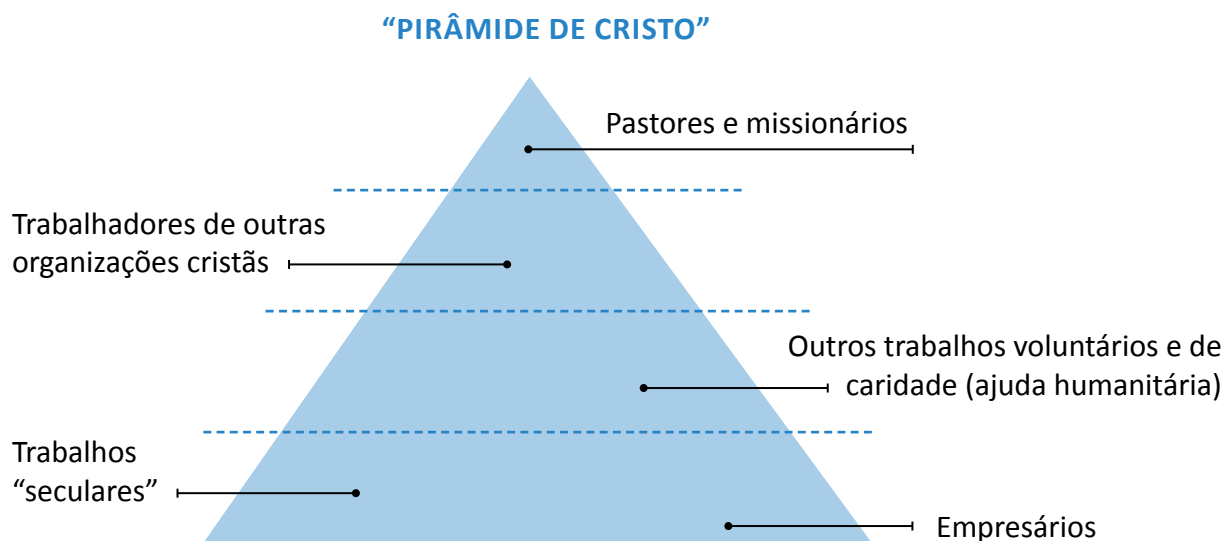 “PIRÂMIDE DE CRISTO”
Pastores e missionários
Trabalhadores de outras
organizações cristãs
Outros trabalhos voluntários e de
caridade (ajuda humanitária)
Trabalhos
“seculares”
Empresários